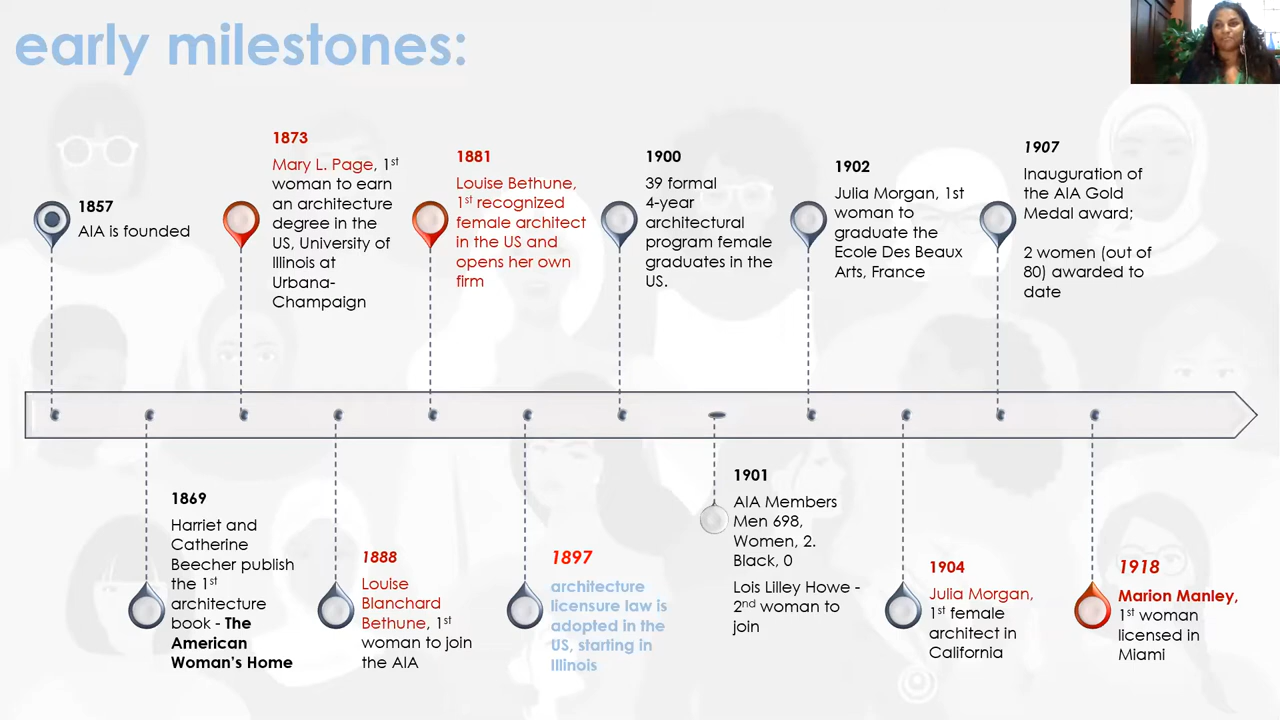 early milestones:
1857
AIA is founded
1869
Harriet and
Catherine
Beecher publish
the 1st
architecture
book - The
American
Woman's Home
1873
Mary L. Page, 1st
woman to earn
an architecture
degree in the
US, University of
Illinois at
Urbana-
Champaign
1888
Louise
Blanchard
Bethune, 1st
woman to join
the AIA
1881
Louise Bethune,
1st recognized
female architect
in the US and
opens her own
firm
1897
architecture
licensure law is
adopted in the
US, starting in
Illinois
1900
39 formal
4-year
architectural
program female
graduates in the
US.
1901
AIA Members
Men 698,
Women, 2.
Black, 0
Lois Lilley Howe -
2nd woman to
join
1902
Julia Morgan, 1st
woman to
graduate the
Ecole Des Beaux
Arts, France
1904
Julia Morgan,
1st female
architect in
California
1907
Inauguration of
the AIA Gold
Medal award;
2 women (out of
80) awarded to
date
1918
Marion Manley,
1st woman
licensed in
Miami